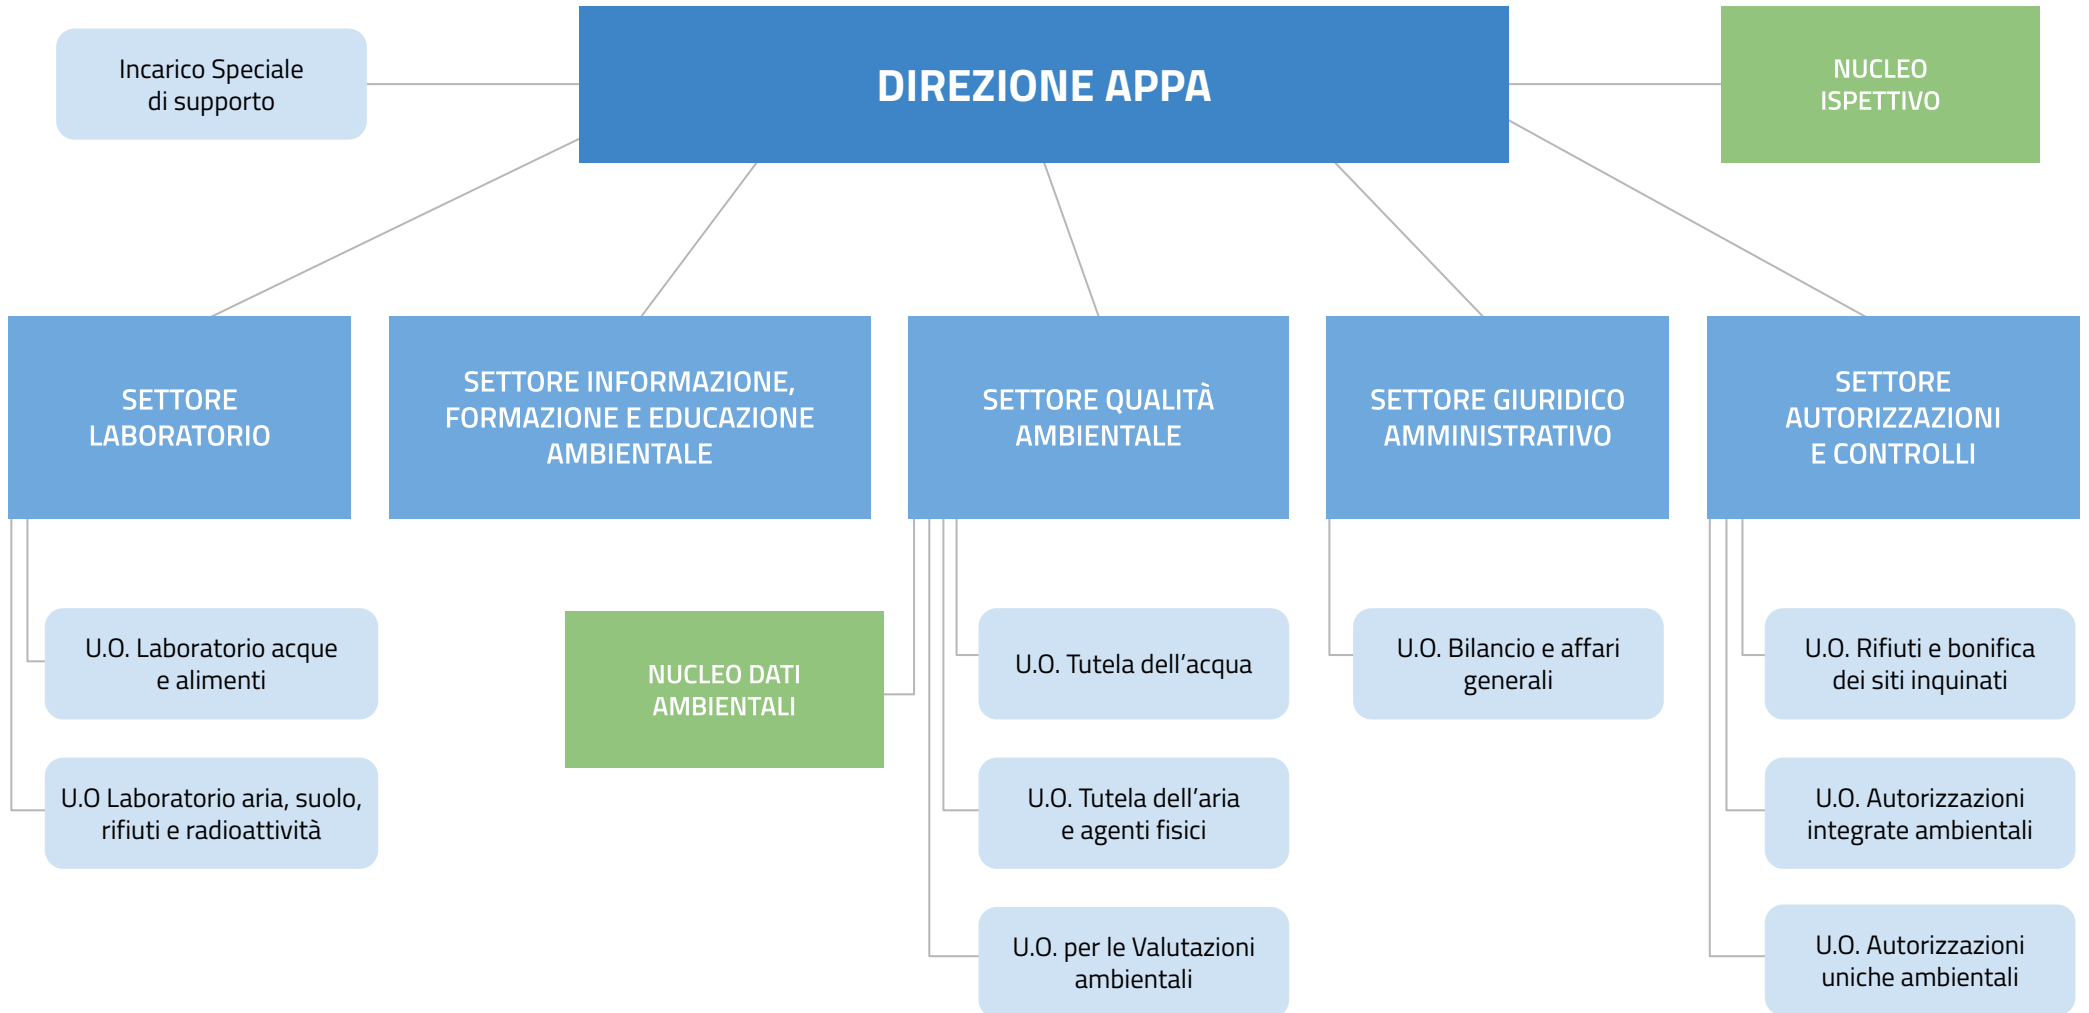 Incarico Speciale
di supporto
DIREZIONE APPA
NUCLEO
ISPETTIVO
SETTORE
LABORATORIO
SETTORE INFORMAZIONE,
FORMAZIONE E EDUCAZIONE
AMBIENTALE
SETTORE QUALITÀ
AMBIENTALE
SETTORE GIURIDICO
AMMINISTRATIVO
SETTORE
AUTORIZZAZIONI
E CONTROLLI
U.O. Laboratorio acque
e alimenti
U.O Laboratorio aria, suolo,
rifiuti e radioattività
NUCLEO DATI
AMBIENTALI
U.O. Tutela dell’acqua
U.O. Tutela dell’aria
e agenti fisici
U.O. per le Valutazioni
ambientali
U.O. Bilancio e affari
generali
U.O. Rifiuti e bonifica
dei siti inquinati
U.O. Autorizzazioni
integrate ambientali
U.O. Autorizzazioni
uniche ambientali